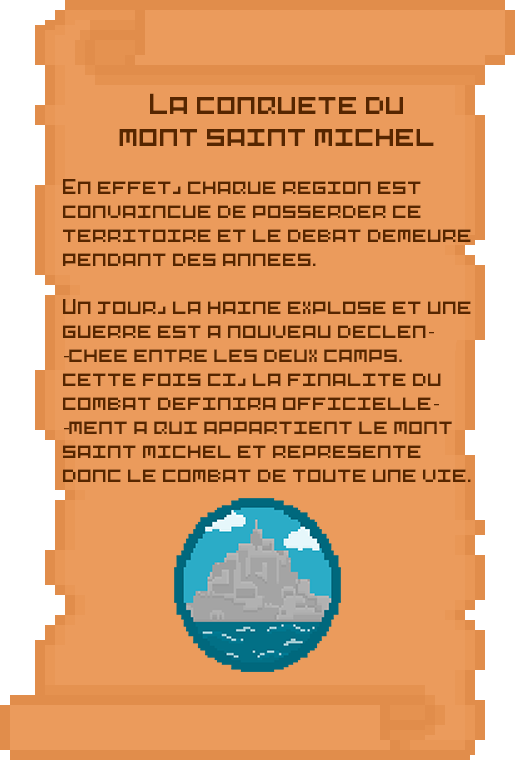 La conquete du
mont saint michel
En effet, chaque region est
convaincue de posserder ce
territoire et le debat demeure
pendant des annees.
Un jour, la haine explose et une
guerre est a nouveau declen-
-chee entre les deux camps.
cette fois ci, la finalite du
combat definira officielle-
-ment a qui appartient le mont
saint michel et represente
donc le combat de toute une vie.